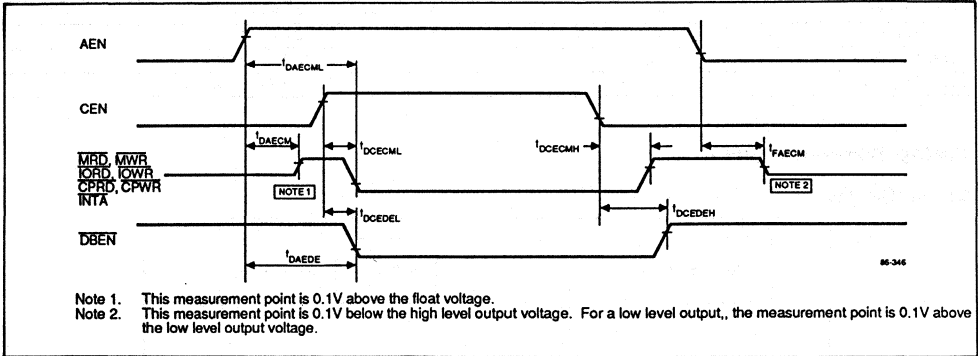 AEN
tDAECML
CEN
tDAECM
tDCECML
tDCECMH
tFAECM
MRD, MWR
IORD, IOWR
CPRD, CPWR
INTA
NOTE 1
NOTE 2
tDCEDEL
tDCEDEH
DBEN
tDAEDE
86-346
Note 1. This measurement point is 0.1V above the float voltage.
Note 2. This measurement point is 0.1V below the high level output voltage. For a low level output,, the measurement point is 0.1V above
the low level output voltage.